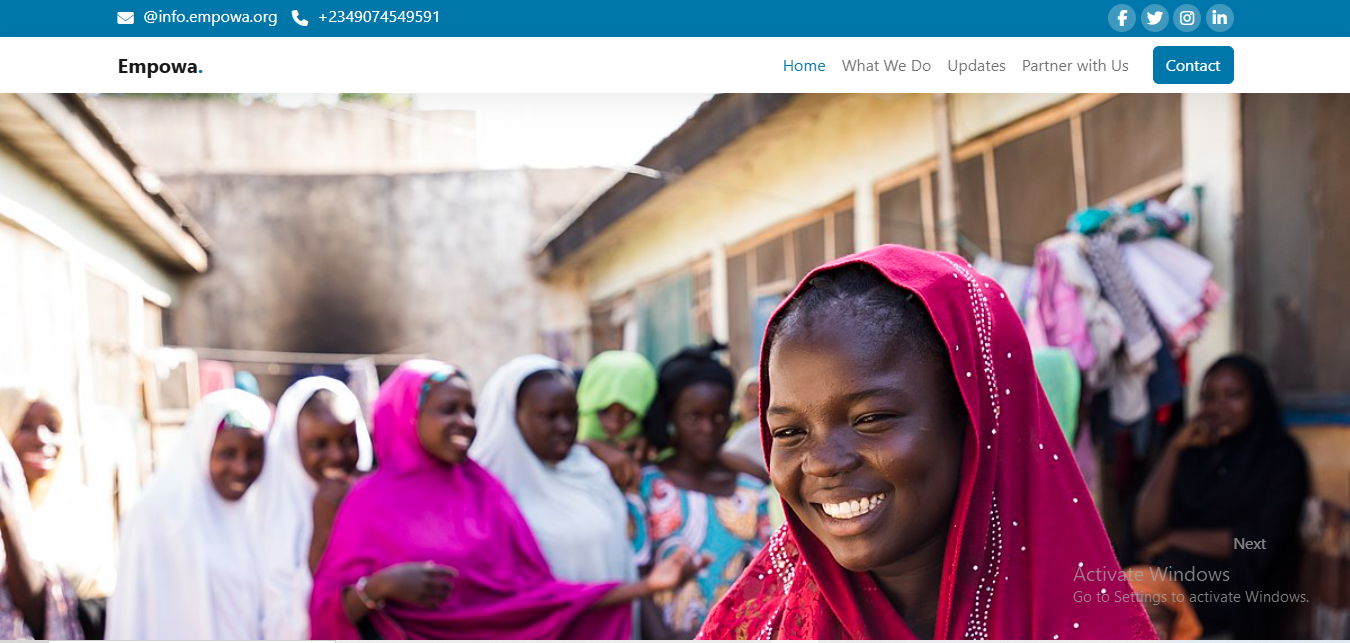 @info.empowa.org +2349074549591
Empowa. Home What We Do Updates Partner with Us Contact
Next
Activate Windows
Go to Settings to activate Windows.